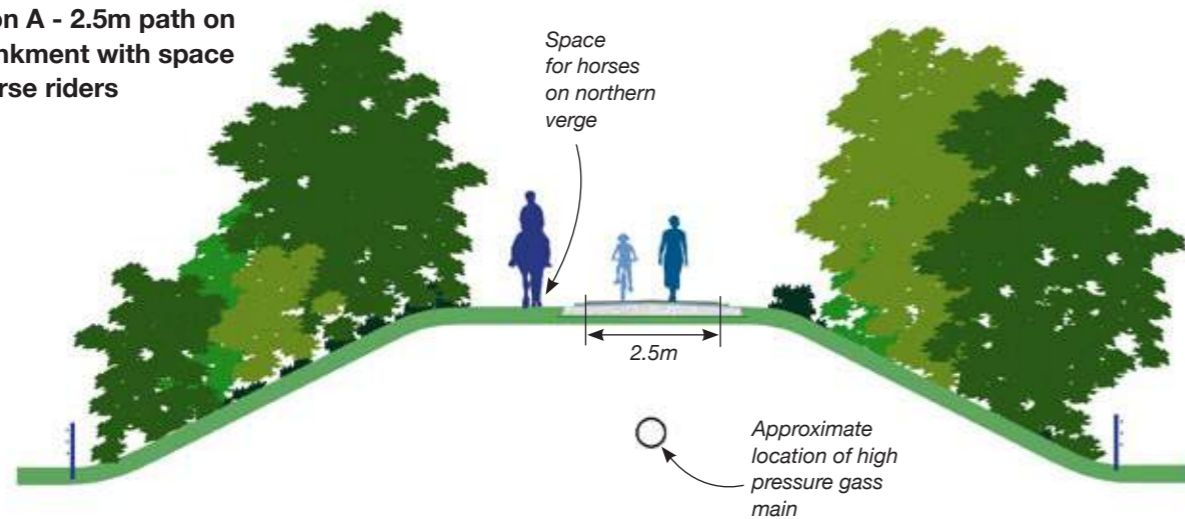 on A - 2.5m path on
nkment with space
rse riders
Space
for horses
on northern
verge
2.5m
Approximate
location of high
pressure gass
main